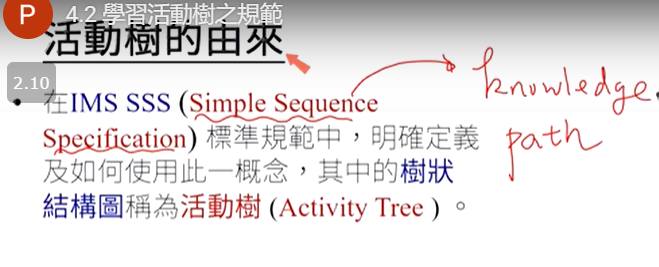 P
4.2 學習活動樹之規範
活動樹的由來
2.10
• 在IMS SSS (Simple Sequence
Specification) 標準規範中，明確定義
及如何使用此一概念，其中的樹狀
結構圖稱為活動樹 (Activity Tree ) 。
knowledge.
path